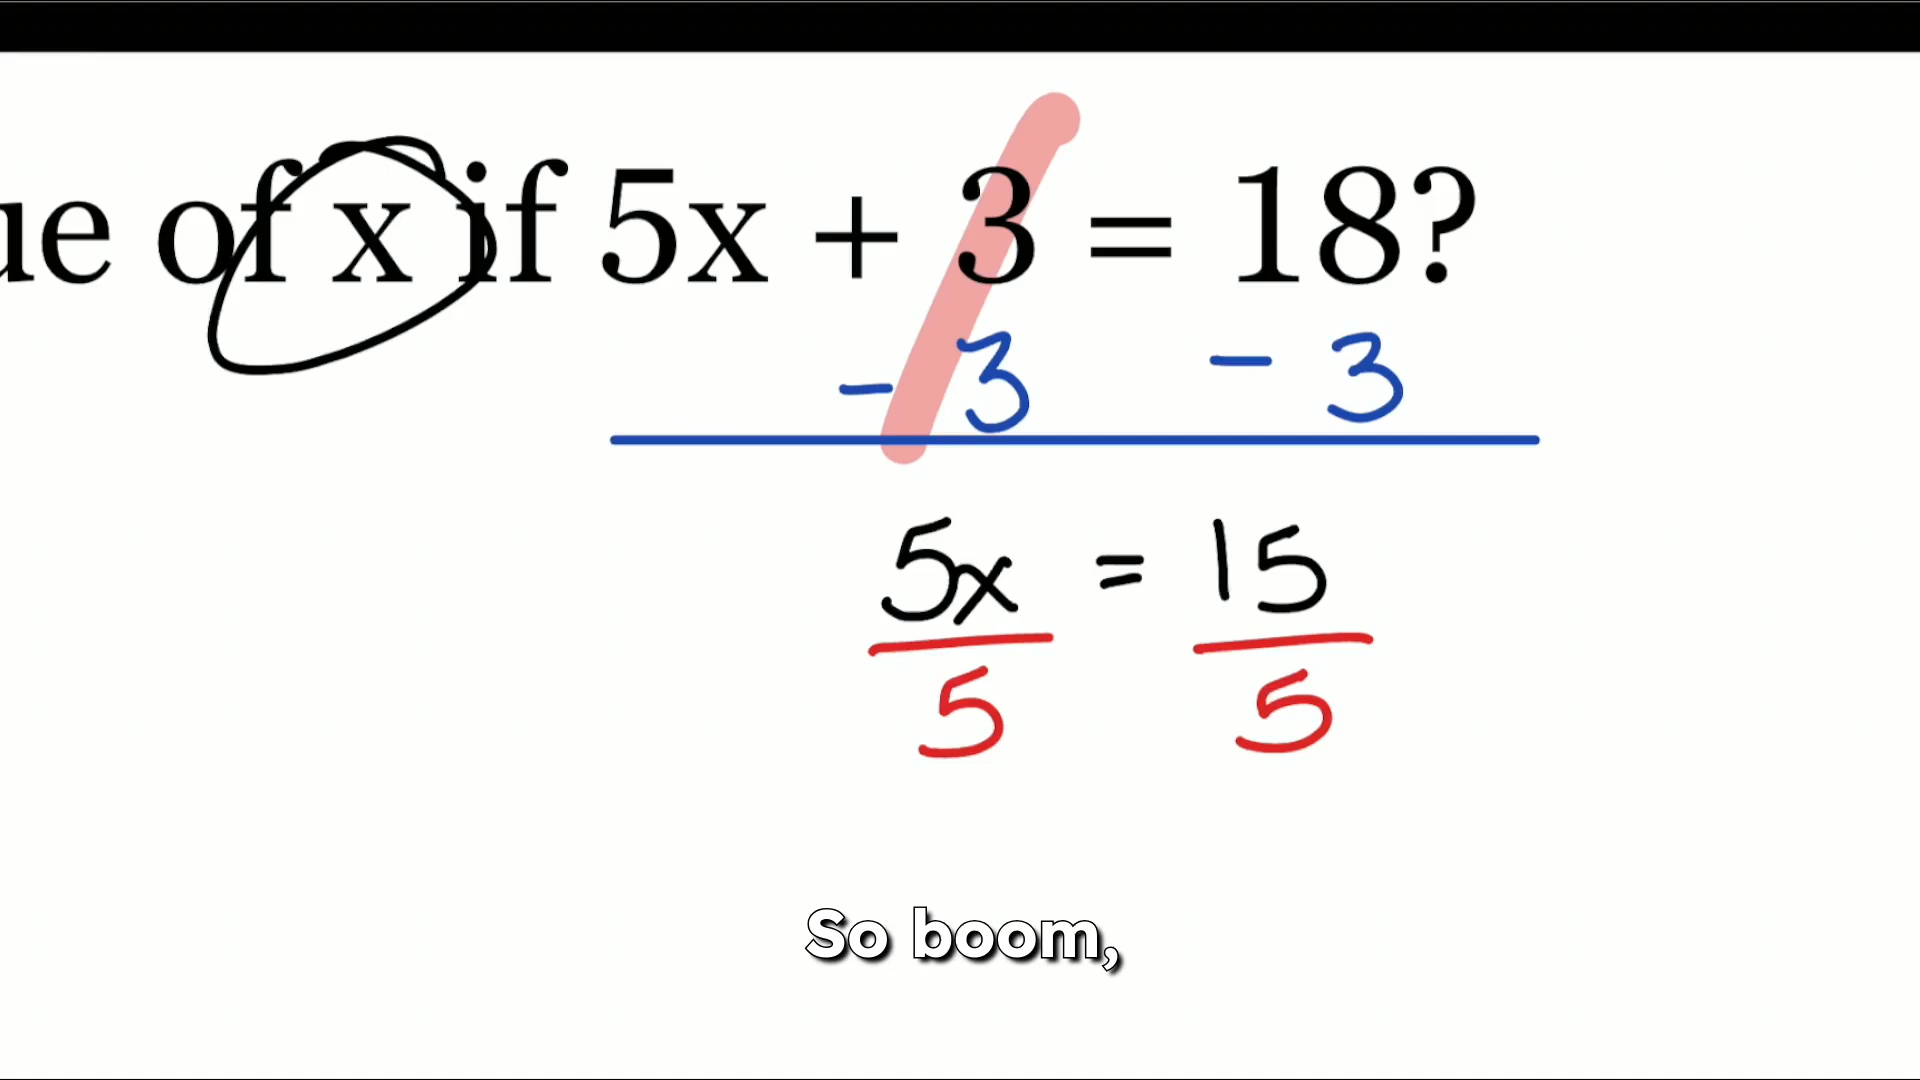 ue of x if 5x + 3 = 18?
- 3 - 3
5x = 15
5 5
So boom,